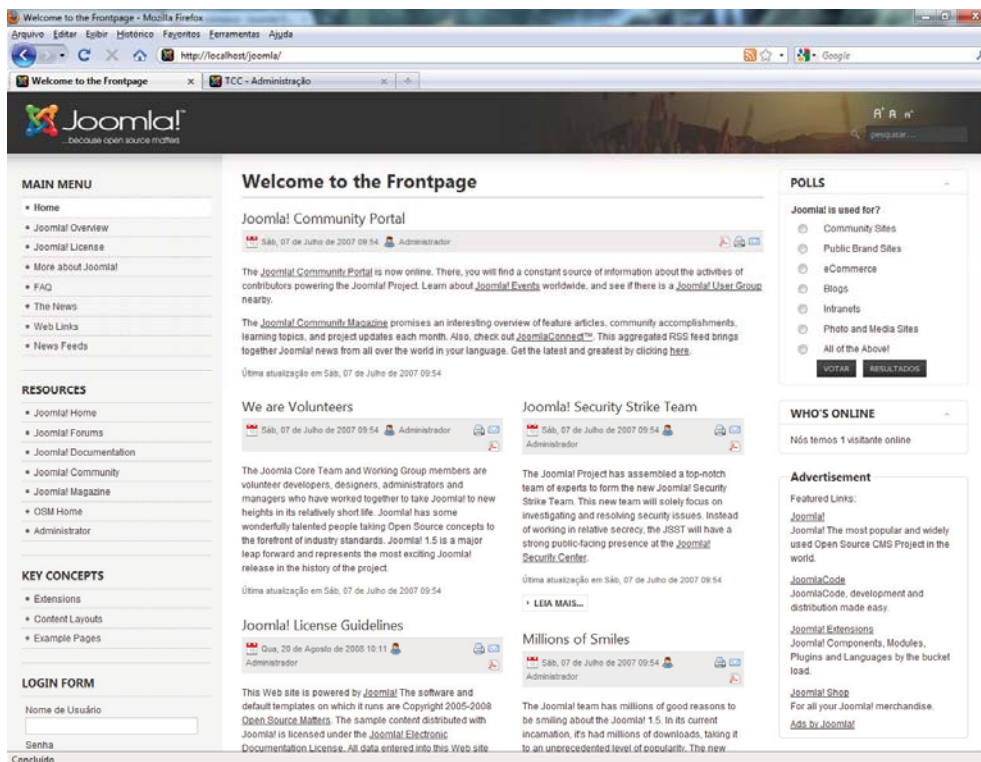 Welcome to the Frontpage - Mozilla Firefox
Arquivo Editar Exibir Histórico Favoritos Ferramentas Ajuda
http://localhost/joomla/
Google
Welcome to the Frontpage
TCC - Administração
Joomla!™
...because open source matters
A+ A A-
pesquisar...
MAIN MENU
Home
Joomla! Overview
Joomla! License
More about Joomla!
FAQ
The News
Web Links
News Feeds
RESOURCES
Joomla! Home
Joomla! Forums
Joomla! Documentation
Joomla! Community
Joomla! Magazine
OSM Home
Administrator
KEY CONCEPTS
Extensions
Content Layouts
Example Pages
LOGIN FORM
Nome de Usuário
Senha
Welcome to the Frontpage
Joomla! Community Portal
Sáb, 07 de Julho de 2007 09:54 Administrador
The Joomla! Community Portal is now online. There, you will find a constant source of information about the activities of
contributors powering the Joomla! Project. Learn about Joomla! Events worldwide, and see if there is a Joomla! User Group
nearby.
The Joomla! Community Magazine promises an interesting overview of feature articles, community accomplishments,
learning topics, and project updates each month. Also, check out JoomlaConnect™. This aggregated RSS feed brings
together Joomla! news from all over the world in your language. Get the latest and greatest by clicking here.
Última atualização em Sáb, 07 de Julho de 2007 09:54
We are Volunteers
Sáb, 07 de Julho de 2007 09:54 Administrador
The Joomla Core Team and Working Group members are
volunteer developers, designers, administrators and
managers who have worked together to take Joomla! to new
heights in its relatively short life. Joomla! has some
wonderfully talented people taking Open Source concepts to
the forefront of industry standards. Joomla! 1.5 is a major
leap forward and represents the most exciting Joomla!
release in the history of the project.
Última atualização em Sáb, 07 de Julho de 2007 09:54
Joomla! License Guidelines
Qua, 20 de Agosto de 2008 10:11
Administrador
This Web site is powered by Joomla! The software and
default templates on which it runs are Copyright 2005-2008
Open Source Matters. The sample content distributed with
Joomla! is licensed under the Joomla! Electronic
Documentation License. All data entered into this Web site
Joomla! Security Strike Team
Sáb, 07 de Julho de 2007 09:54
Administrador
The Joomla! Project has assembled a top-notch
team of experts to form the new Joomla! Security
Strike Team. This new team will solely focus on
investigating and resolving security issues. Instead
of working in relative secrecy, the JSST will have a
strong public-facing presence at the Joomla!
Security Center.
Última atualização em Sáb, 07 de Julho de 2007 09:54
LEIA MAIS...
Millions of Smiles
Sáb, 07 de Julho de 2007 09:54
Administrador
The Joomla! team has millions of good reasons to
be smiling about the Joomla! 1.5. In its current
incarnation, it's had millions of downloads, taking it
to an unprecedented level of popularity. The new
POLLS
Joomla! is used for?
Community Sites
Public Brand Sites
eCommerce
Blogs
Intranets
Photo and Media Sites
All of the Above!
VOTAR RESULTADOS
WHO'S ONLINE
Nós temos 1 visitante online
Advertisement
Featured Links:
Joomla!
Joomla! The most popular and widely
used Open Source CMS Project in the
world.
JoomlaCode
JoomlaCode, development and
distribution made easy.
Joomla! Extensions
Joomla! Components, Modules,
Plugins and Languages by the bucket
load.
Joomla! Shop
For all your Joomla! merchandise.
Ads by Joomla!
Concluído